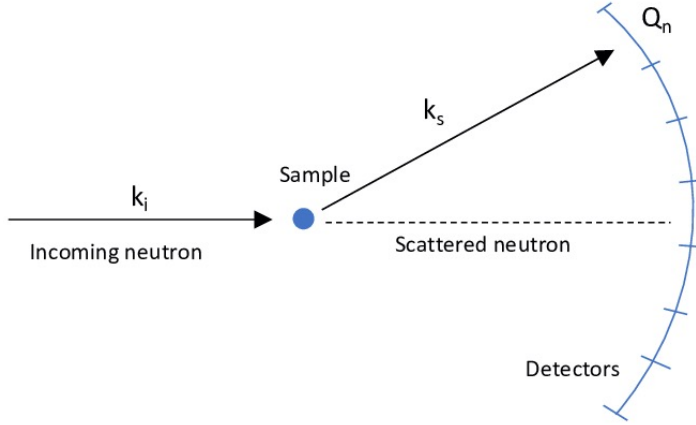 Qn
ks
Sample
ki
Incoming neutron
Scattered neutron
Detectors